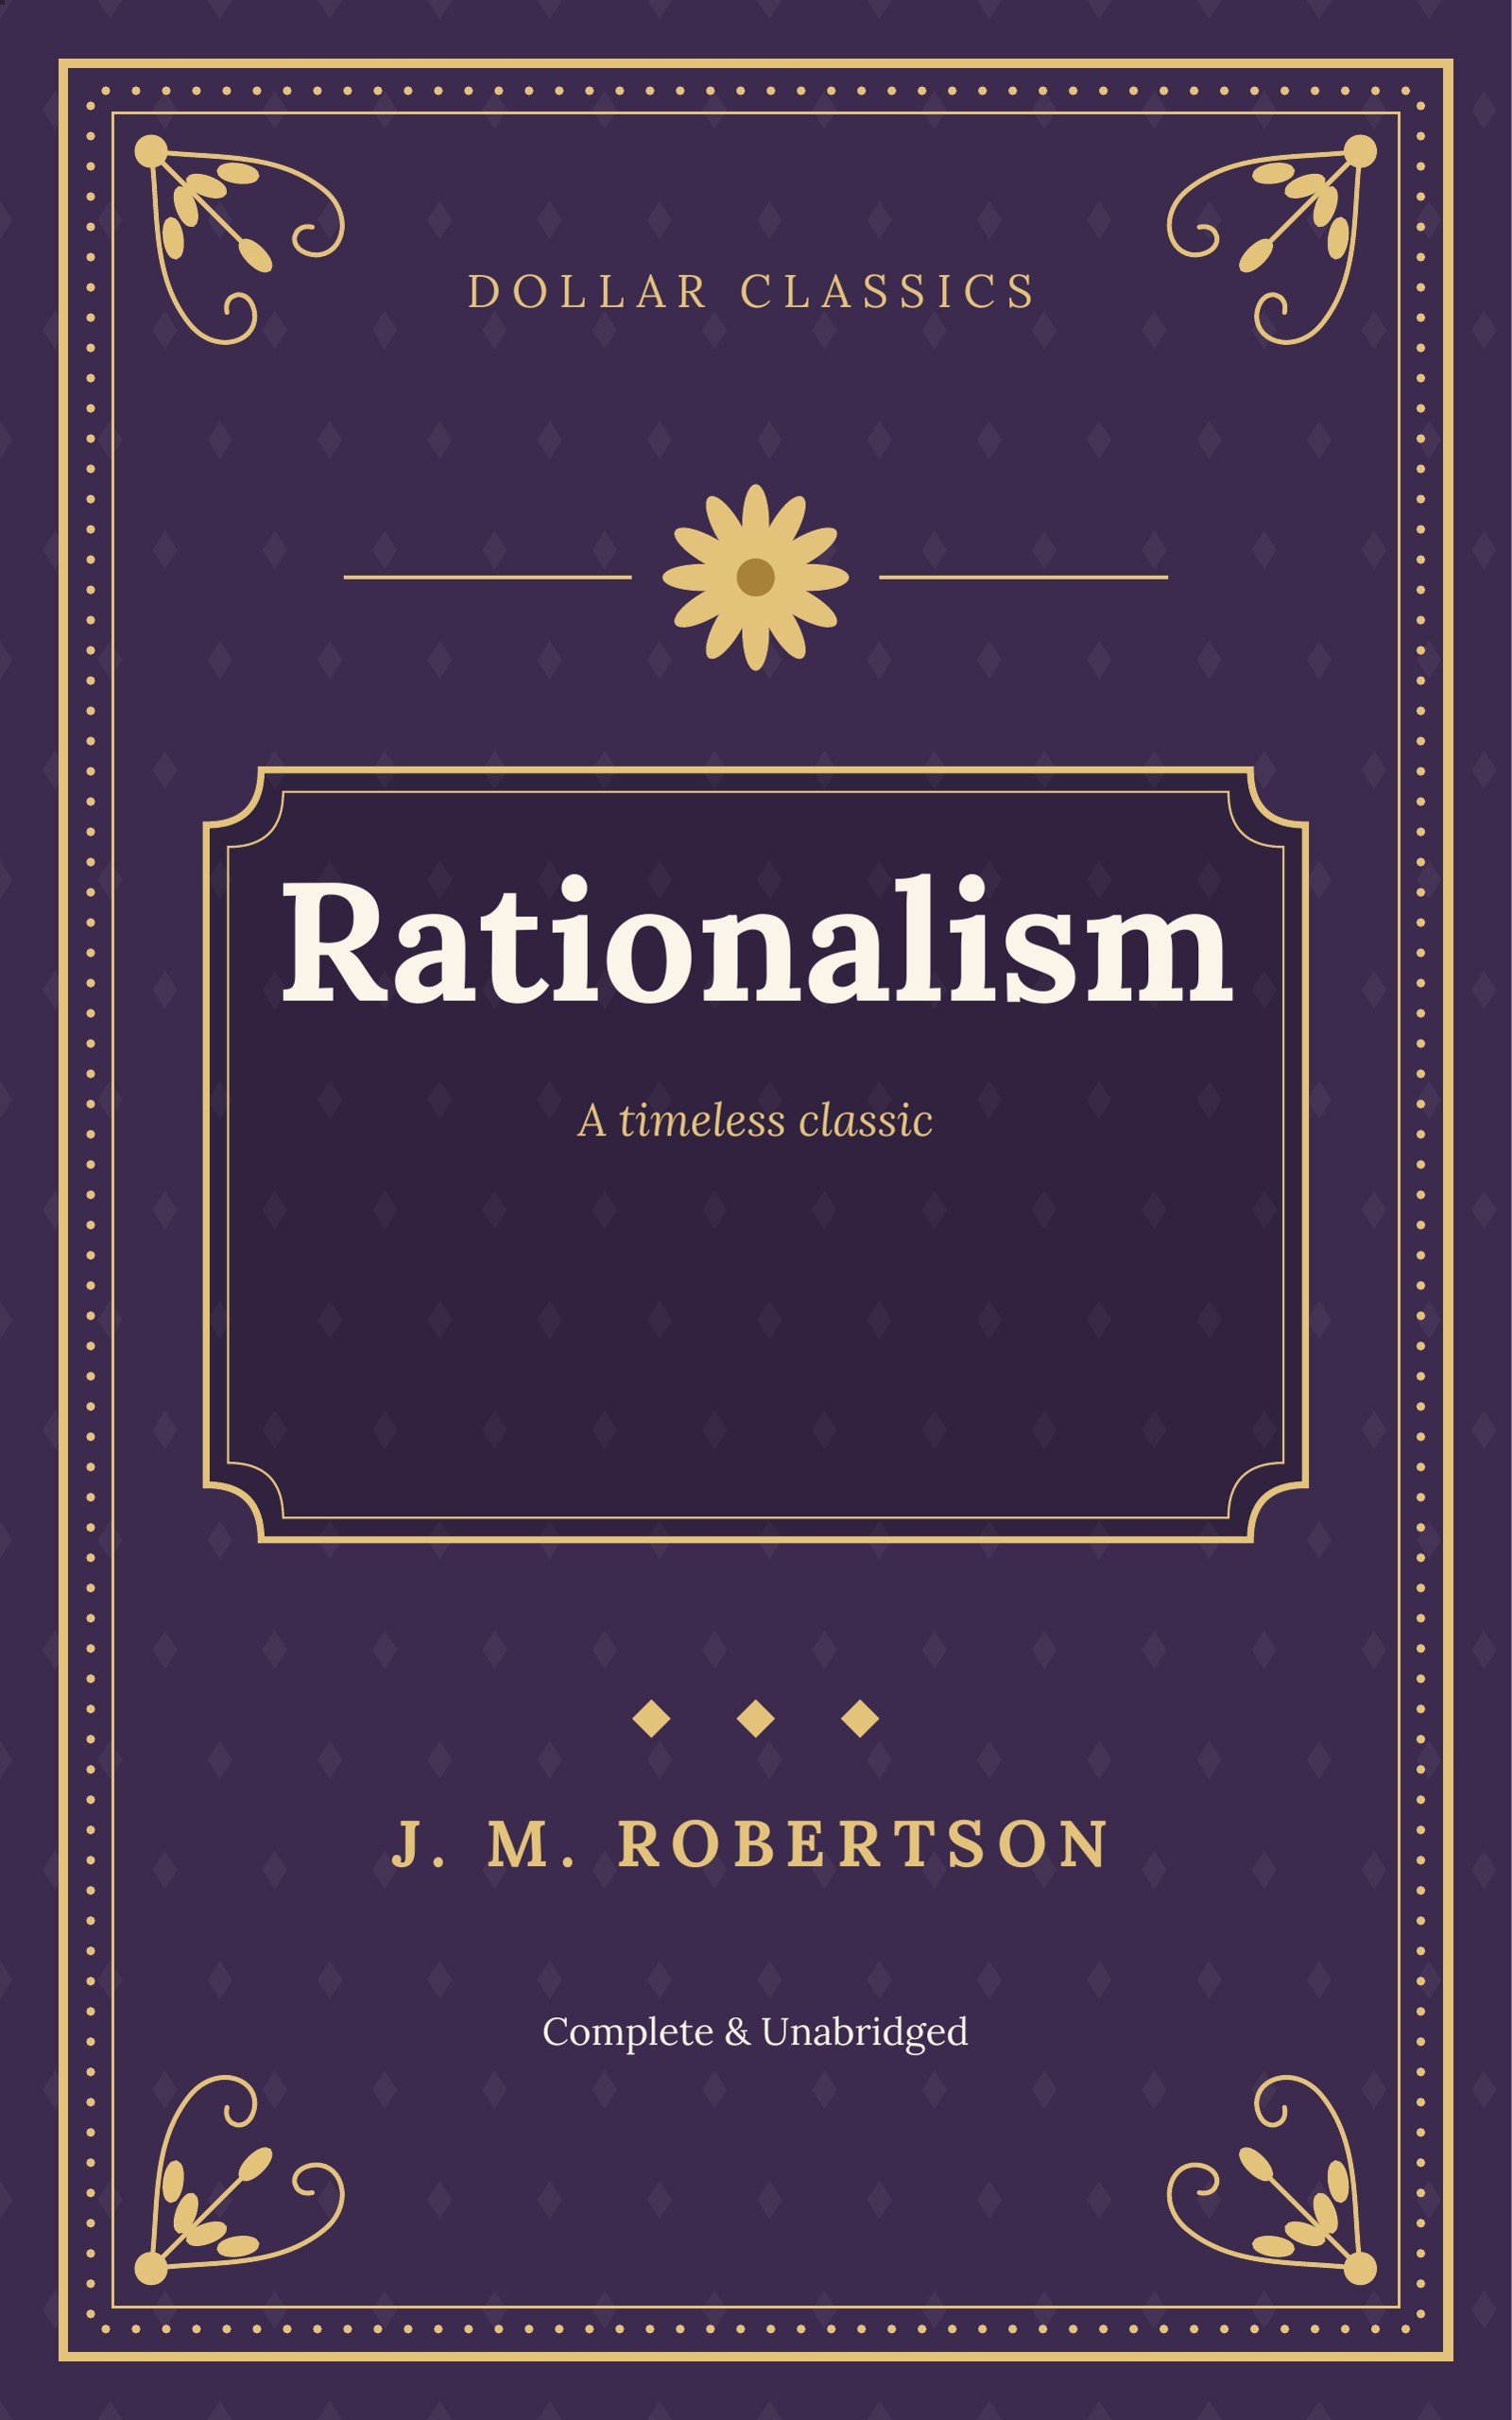 DOLLAR CLASSICS
Rationalism
A timeless classic
J. M. ROBERTSON
Complete & Unabridged